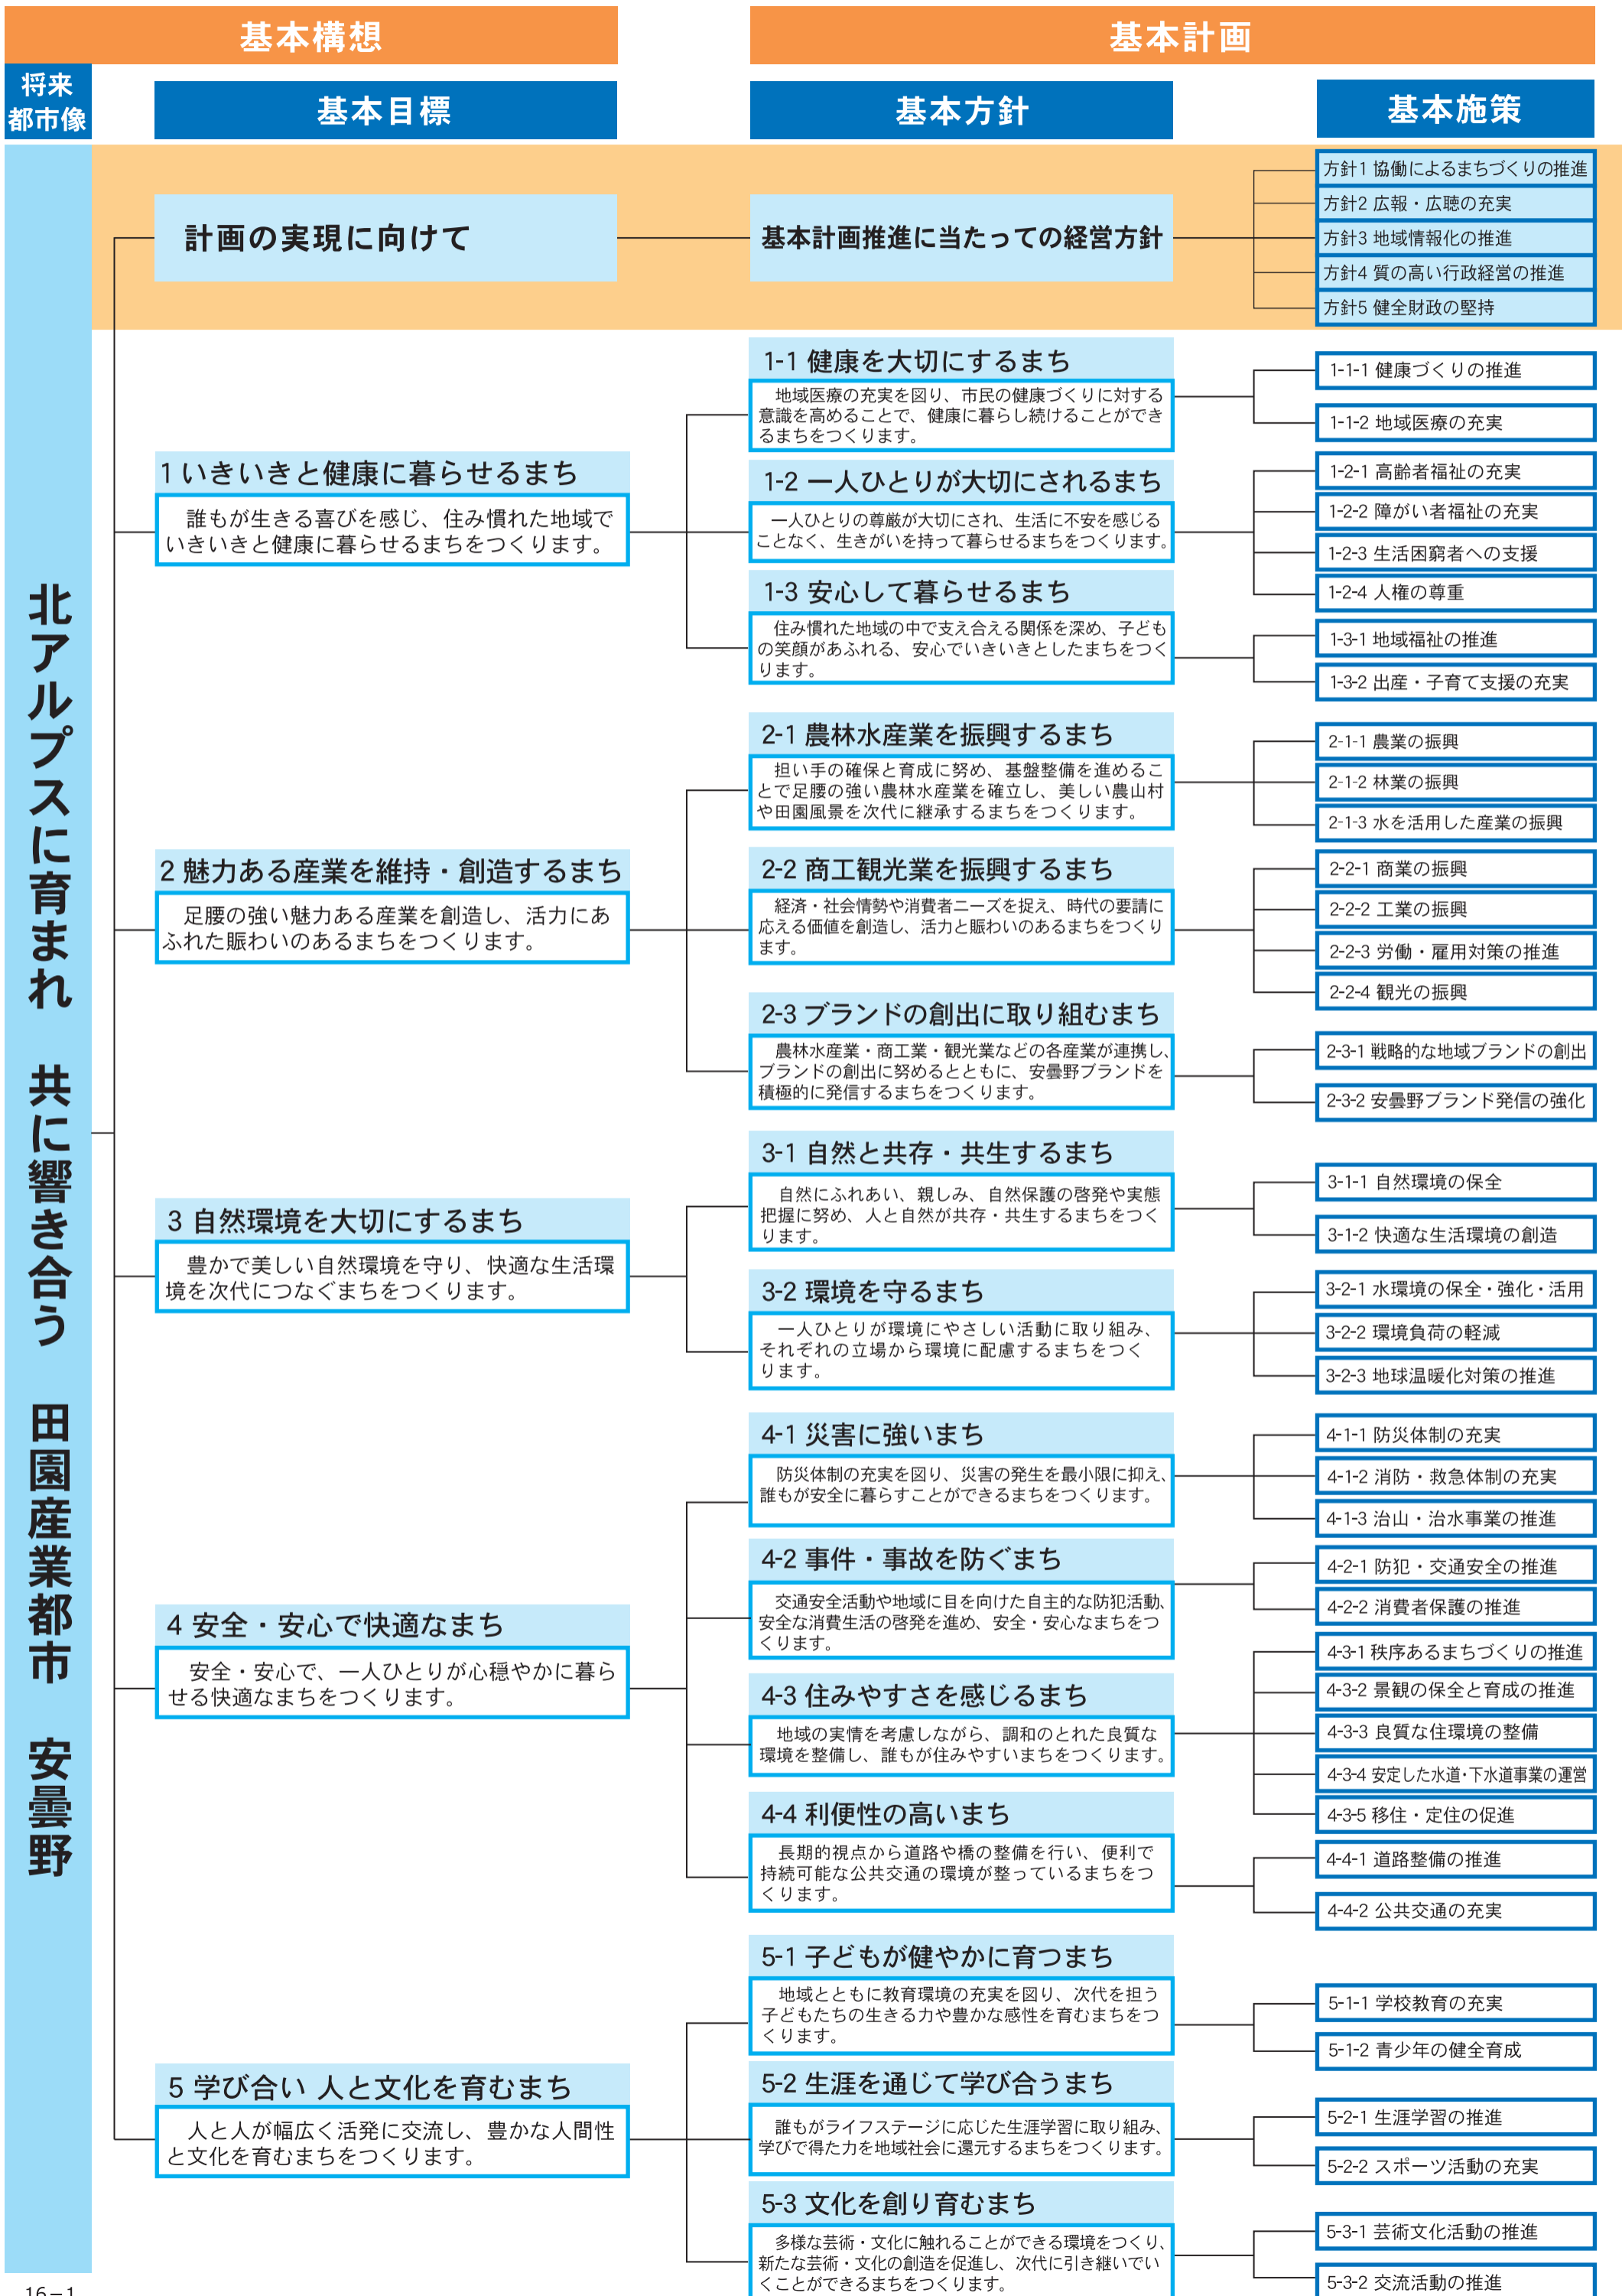 基本構想
基本計画
将来
都市像
基本目標
基本方針
基本施策
北アルプスに育まれ 共に響き合う 田園産業都市 安曇野
計画の実現に向けて
基本計画推進に当たっての経営方針
方針1 協働によるまちづくりの推進
方針2 広報・広聴の充実
方針3 地域情報化の推進
方針4 質の高い行政経営の推進
方針5 健全財政の堅持
1 いきいきと健康に暮らせるまち
誰もが生きる喜びを感じ、住み慣れた地域で
いきいきと健康に暮らせるまちをつくります。
1-1 健康を大切にするまち
地域医療の充実を図り、市民の健康づくりに対する
意識を高めることで、健康に暮らし続けることができ
るまちをつくります。
1-1-1 健康づくりの推進
1-1-2 地域医療の充実
1-2 一人ひとりが大切にされるまち
一人ひとりの尊厳が大切にされ、生活に不安を感じる
ことなく、生きがいを持って暮らせるまちをつくります。
1-2-1 高齢者福祉の充実
1-2-2 障がい者福祉の充実
1-2-3 生活困窮者への支援
1-2-4 人権の尊重
1-3 安心して暮らせるまち
住み慣れた地域の中で支え合える関係を深め、子ども
の笑顔があふれる、安心でいきいきとしたまちをつく
ります。
1-3-1 地域福祉の推進
1-3-2 出産・子育て支援の充実
2 魅力ある産業を維持・創造するまち
足腰の強い魅力ある産業を創造し、活力にあ
ふれた賑わいのあるまちをつくります。
2-1 農林水産業を振興するまち
担い手の確保と育成に努め、基盤整備を進めるこ
とで足腰の強い農林水産業を確立し、美しい農山村
や田園風景を次代に継承するまちをつくります。
2-1-1 農業の振興
2-1-2 林業の振興
2-1-3 水を活用した産業の振興
2-2 商工観光業を振興するまち
経済・社会情勢や消費者ニーズを捉え、時代の要請に
応える価値を創造し、活力と賑わいのあるまちをつくり
ます。
2-2-1 商業の振興
2-2-2 工業の振興
2-2-3 労働・雇用対策の推進
2-2-4 観光の振興
2-3 ブランドの創出に取り組むまち
農林水産業・商工業・観光業などの各産業が連携し、
ブランドの創出に努めるとともに、安曇野ブランドを
積極的に発信するまちをつくります。
2-3-1 戦略的な地域ブランドの創出
2-3-2 安曇野ブランド発信の強化
3 自然環境を大切にするまち
豊かで美しい自然環境を守り、快適な生活環
境を次代につなぐまちをつくります。
3-1 自然と共存・共生するまち
自然にふれあい、親しみ、自然保護の啓発や実態
把握に努め、人と自然が共存・共生するまちをつく
ります。
3-1-1 自然環境の保全
3-1-2 快適な生活環境の創造
3-2 環境を守るまち
一人ひとりが環境にやさしい活動に取り組み、
それぞれの立場から環境に配慮するまちをつく
ります。
3-2-1 水環境の保全・強化・活用
3-2-2 環境負荷の軽減
3-2-3 地球温暖化対策の推進
4 安全・安心で快適なまち
安全・安心で、一人ひとりが心穏やかに暮ら
せる快適なまちをつくります。
4-1 災害に強いまち
防災体制の充実を図り、災害の発生を最小限に抑え、
誰もが安全に暮らすことができるまちをつくります。
4-1-1 防災体制の充実
4-1-2 消防・救急体制の充実
4-1-3 治山・治水事業の推進
4-2 事件・事故を防ぐまち
交通安全活動や地域に目を向けた自主的な防犯活動、
安全な消費生活の啓発を進め、安全・安心なまちをつ
くります。
4-2-1 防犯・交通安全の推進
4-2-2 消費者保護の推進
4-3 住みやすさを感じるまち
地域の実情を考慮しながら、調和のとれた良質な
環境を整備し、誰もが住みやすいまちをつくります。
4-3-1 秩序あるまちづくりの推進
4-3-2 景観の保全と育成の推進
4-3-3 良質な住環境の整備
4-3-4 安定した水道・下水道事業の運営
4-3-5 移住・定住の促進
4-4 利便性の高いまち
長期的視点から道路や橋の整備を行い、便利で
持続可能な公共交通の環境が整っているまちをつ
くります。
4-4-1 道路整備の推進
4-4-2 公共交通の充実
5 学び合い 人と文化を育むまち
人と人が幅広く活発に交流し、豊かな人間性
と文化を育むまちをつくります。
5-1 子どもが健やかに育つまち
地域とともに教育環境の充実を図り、次代を担う
子どもたちの生きる力や豊かな感性を育むまちをつ
くります。
5-1-1 学校教育の充実
5-1-2 青少年の健全育成
5-2 生涯を通じて学び合うまち
誰もがライフステージに応じた生涯学習に取り組み、
学びで得た力を地域社会に還元するまちをつくります。
5-2-1 生涯学習の推進
5-2-2 スポーツ活動の充実
5-3 文化を創り育むまち
多様な芸術・文化に触れることができる環境をつくり、
新たな芸術・文化の創造を促進し、次代に引き継いでい
くことができるまちをつくります。
5-3-1 芸術文化活動の推進
5-3-2 交流活動の推進
16-1